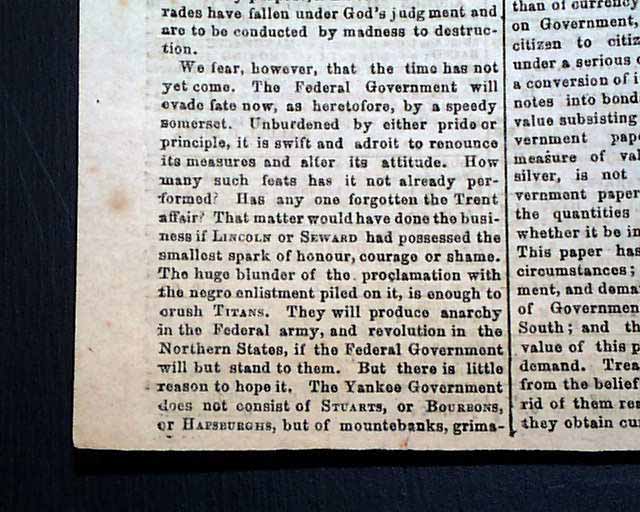 rades have fallen under God's judgment and
are to be conducted by madness to destruc-
tion.
We fear, however, that the time has not
yet come. The Federal Government will
evade fate now, as heretofore, by a speedy
somerset. Unburdened by either pride or
principle, it is swift and adroit to renounce
its measures and alter its attitude. How
many such feats has it not already per-
formed? Has any one forgotten the Trent
affair? That matter would have done the busi-
ness if LINCOLN or SEWARD had possessed the
smallest spark of honour, courage or shame.
The huge blunder of the proclamation with
the negro enlistment piled on it, is enough to
crush TITANS. They will produce anarchy
in the Federal army, and revolution in the
Northern States, if the Federal Government
will but stand to them. But there is little
reason to hope it. The Yankee Government
does not consist of STUARTS, or BOURBONS,
or HAPSBURGHS, but of mountebanks, grima-
than of currency
on Government,
citizen to citiz
under a serious
a conversion of i
notes into bond
value subsisting
vernment pape
measure of val
silver, is not
vernment paper
the quantities
whether it be in
This paper has
circumstances;
ment, and dema
of Governmen
South; and th
value of this p
demand. Trea
from the belief
rid of them rea
they obtain cur